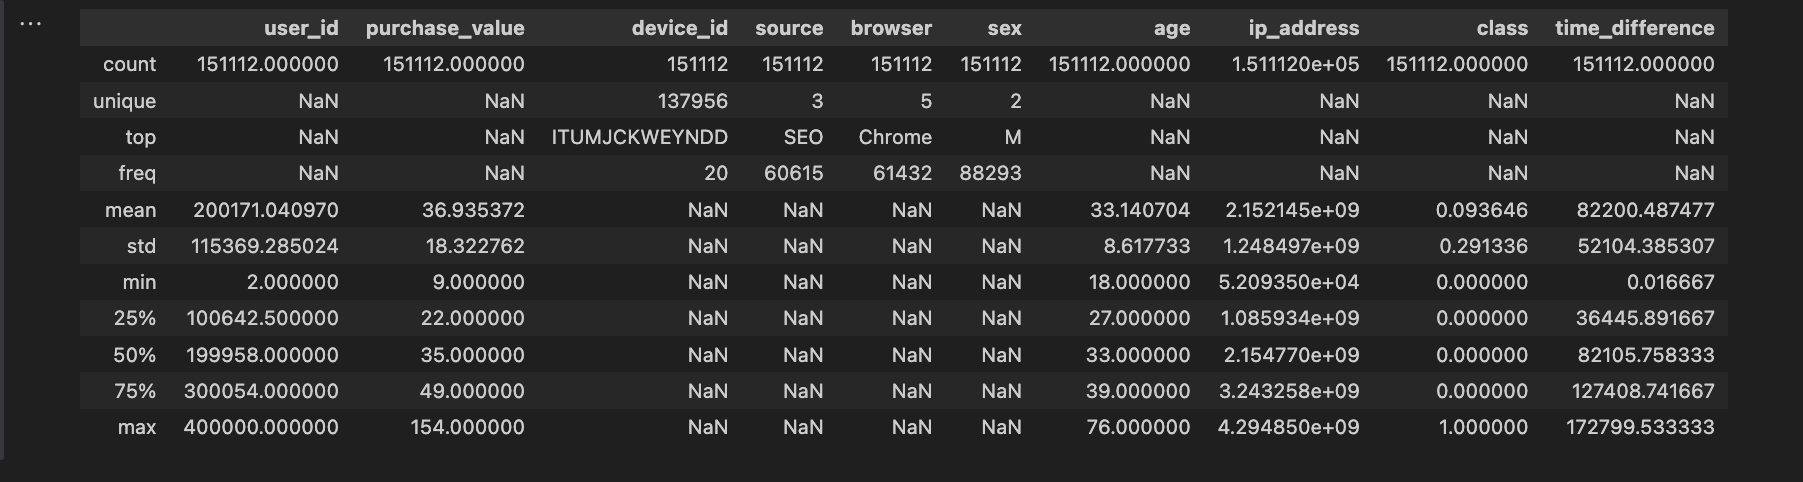 ...
user_id purchase_value device_id source browser sex age ip_address class time_difference
count 151112.000000 151112.000000 151112 151112 151112 151112 151112.000000 1.511120e+05 151112.000000 151112.000000
unique NaN NaN 137956 3 5 2 NaN NaN NaN NaN
top NaN NaN ITUMJCKWEYNDD SEO Chrome M NaN NaN NaN NaN
freq NaN NaN 20 60615 61432 88293 NaN NaN NaN NaN
mean 200171.040970 36.935372 NaN NaN NaN NaN 33.140704 2.152145e+09 0.093646 82200.487477
std 115369.285024 18.322762 NaN NaN NaN NaN 8.617733 1.248497e+09 0.291336 52104.385307
min 2.000000 9.000000 NaN NaN NaN NaN 18.000000 5.209350e+04 0.000000 0.016667
25% 100642.500000 22.000000 NaN NaN NaN NaN 27.000000 1.085934e+09 0.000000 36445.891667
50% 199958.000000 35.000000 NaN NaN NaN NaN 33.000000 2.154770e+09 0.000000 82105.758333
75% 300054.000000 49.000000 NaN NaN NaN NaN 39.000000 3.243258e+09 0.000000 127408.741667
max 400000.000000 154.000000 NaN NaN NaN NaN 76.000000 4.294850e+09 1.000000 172799.533333